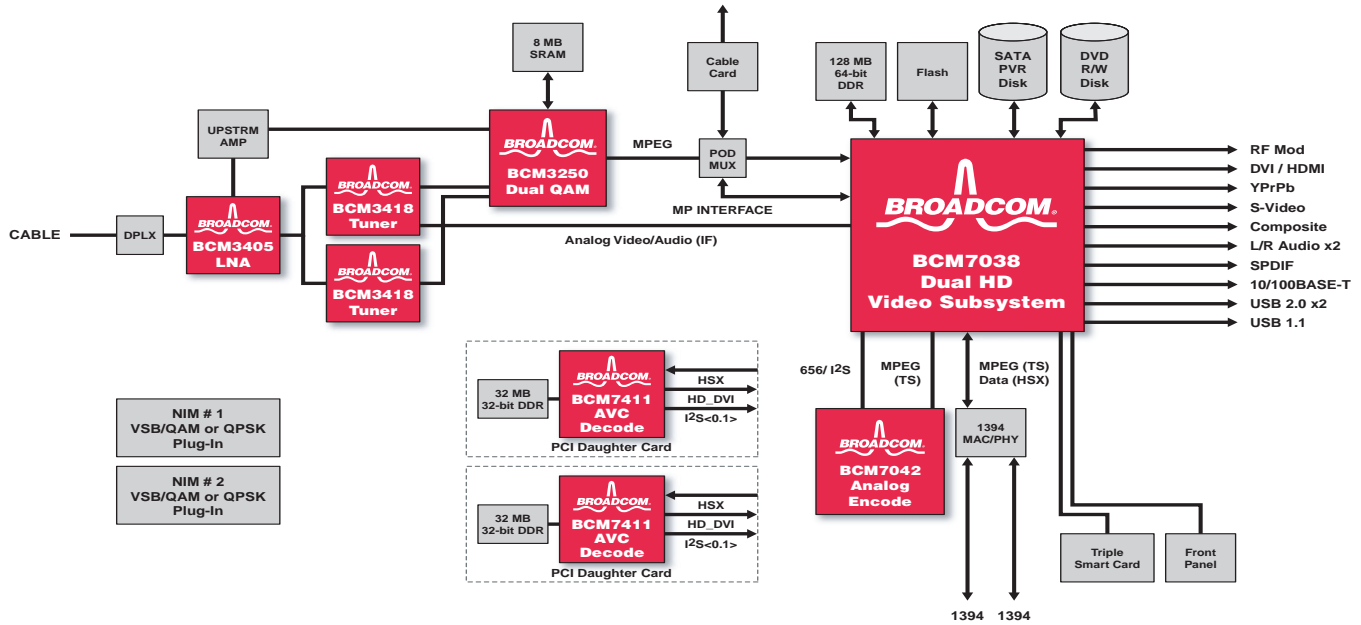 8 MB
SRAM
Cable
Card
128 MB
64-bit
DDR
Flash
SATA
PVR
Disk
DVD
R/W
Disk
UPSTRM
AMP
BROADCOM®
BCM3250
Dual QAM
MPEG
POD
MUX
MP INTERFACE
CABLE
DPLX
BROADCOM®
BCM3405
LNA
BROADCOM®
BCM3418
Tuner
BROADCOM®
BCM3418
Tuner
Analog Video/Audio (IF)
BROADCOM®
BCM7038
Dual HD
Video Subsystem
RF Mod
DVI / HDMI
YPrPb
S-Video
Composite
L/R Audio x2
SPDIF
10/100BASE-T
USB 2.0 x2
USB 1.1
656/ I2S
MPEG
(TS)
MPEG (TS)
Data (HSX)
BROADCOM®
BCM7042
Analog
Encode
1394
MAC/PHY
1394
1394
Triple
Smart Card
Front
Panel
32 MB
32-bit DDR
BROADCOM®
BCM7411
AVC
Decode
HSX
HD_DVI
I2S<0.1>
PCI Daughter Card
32 MB
32-bit DDR
BROADCOM®
BCM7411
AVC
Decode
HSX
HD_DVI
I2S<0.1>
PCI Daughter Card
NIM # 1
VSB/QAM or QPSK
Plug-In
NIM # 2
VSB/QAM or QPSK
Plug-In